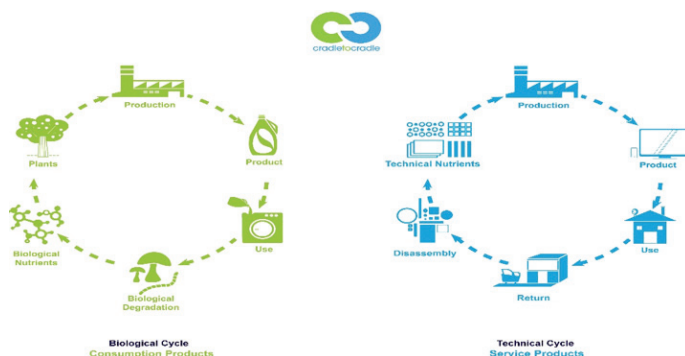 cradletocradle
Production
Product
Use
Biological
Degradation
Biological
Nutrients
Plants
Biological Cycle
Consumption Products
Production
Product
Use
Return
Disassembly
Technical Nutrients
Technical Cycle
Service Products